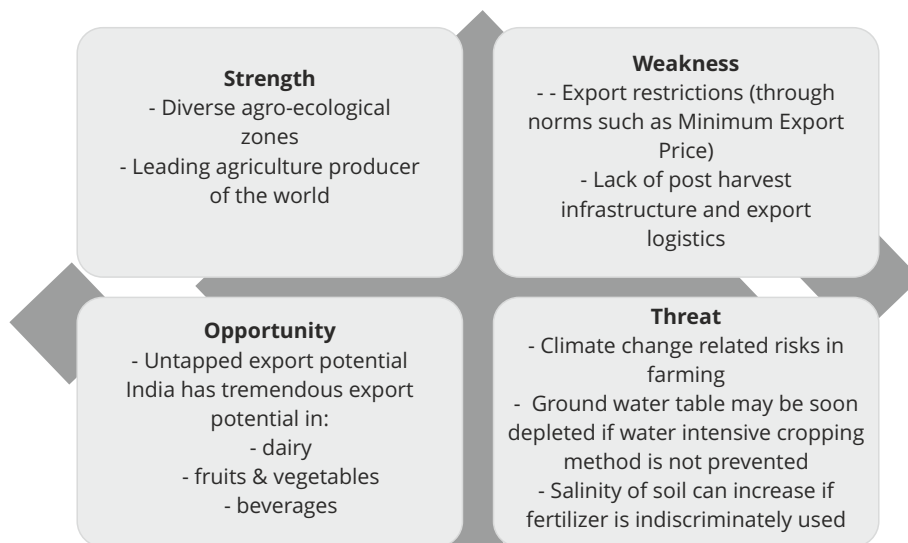 Strength
- Diverse agro-ecological
zones
- Leading agriculture producer
of the world
Weakness
- - Export restrictions (through
norms such as Minimum Export
Price)
- Lack of post harvest
infrastructure and export
logistics
Opportunity
- Untapped export potential
India has tremendous export
potential in:
- dairy
- fruits & vegetables
- beverages
Threat
- Climate change related risks in
farming
-  Ground water table may be soon
depleted if water intensive cropping
method is not prevented
- Salinity of soil can increase if
fertilizer is indiscriminately used